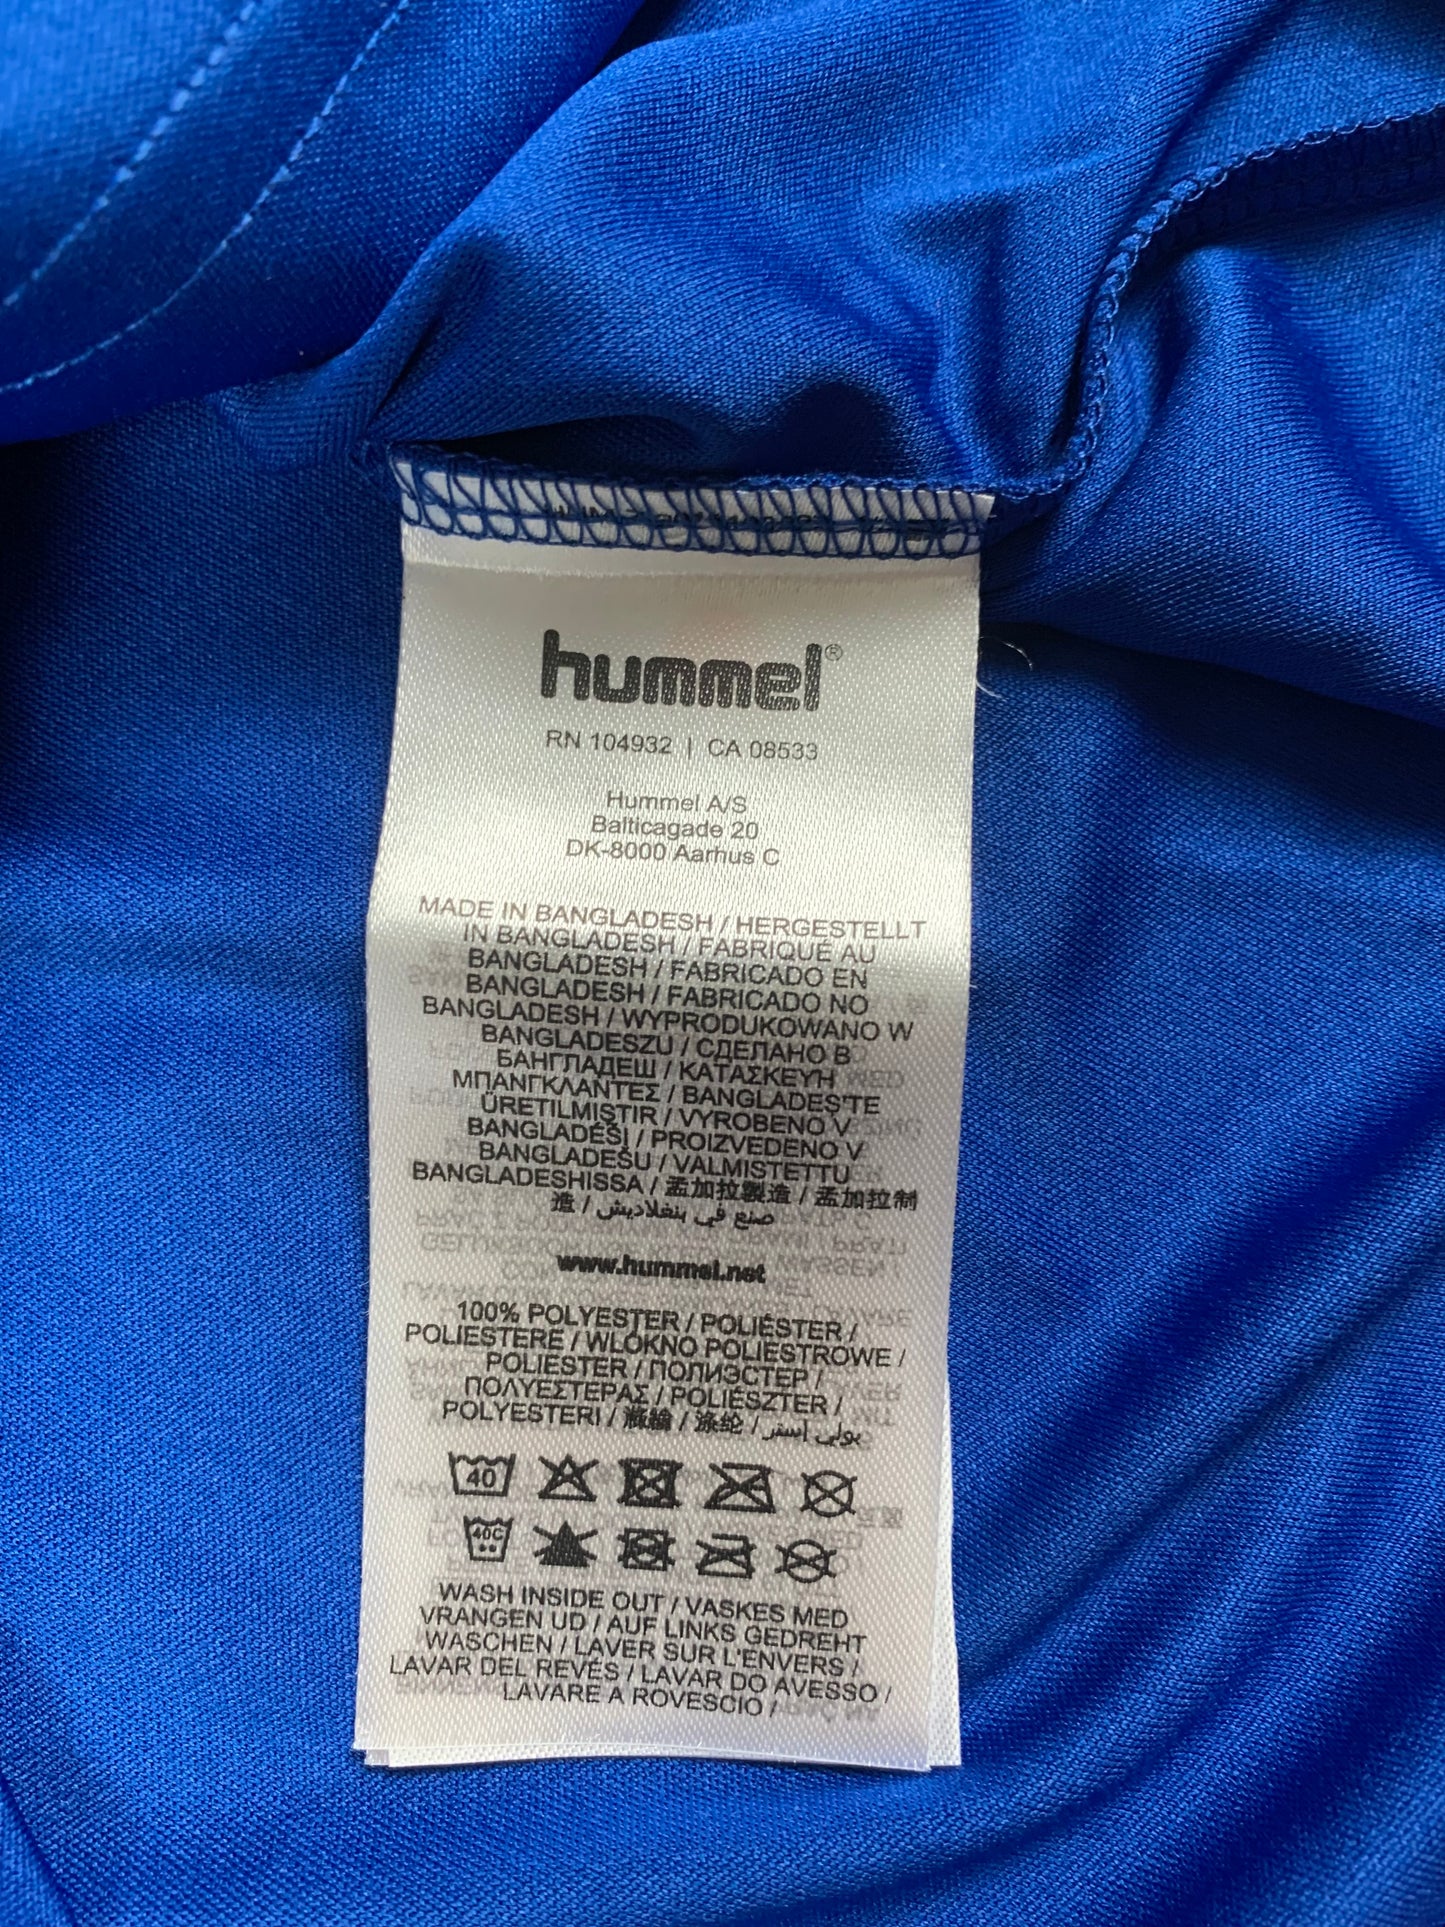 hummel®
RN 104932 | CA 08533
Hummel A/S
Balticagade 20
DK-8000 Aarhus C
MADE IN BANGLADESH / HERGESTELLT
IN BANGLADESH / FABRIQUÉ AU
BANGLADESH / FABRICADO EN
BANGLADESH / FABRICADO NO
BANGLADESH / WYPRODUKOWANO W
BANGLADESZU / СДЕЛАНО В
БАНГЛАДЕШ / ΚΑΤΑΣΚΕΥΗ
ΜΠΑΝΓΚΛΑΝΤΕΣ / BANGLADEŞ'TE
ÜRETILMIŞTIR / VYROBENO V
BANGLADÉŠI / PROIZVEDENO V
BANGLADEŠU / VALMISTETTU
BANGLADESHISSA / 孟加拉製造 / 孟加拉制
造 / صنع في بنغلاديش
www.hummel.net
100% POLYESTER / POLIÉSTER /
POLIESTERE / WLÓKNO POLIESTROWE /
POLIESTER / ПОЛИЭСТЕР /
ΠΟΛΥΕΣΤΕΡΑΣ / POLIÉSZTER /
POLYESTERI / 滌綸 / 涤纶 / بولي إستر
40
40C
WASH INSIDE OUT / VASKES MED
VRANGEN UD / AUF LINKS GEDREHT
WASCHEN / LAVER SUR L'ENVERS /
LAVAR DEL REVÉS / LAVAR DO AVESSO /
LAVARE A ROVESCIO /